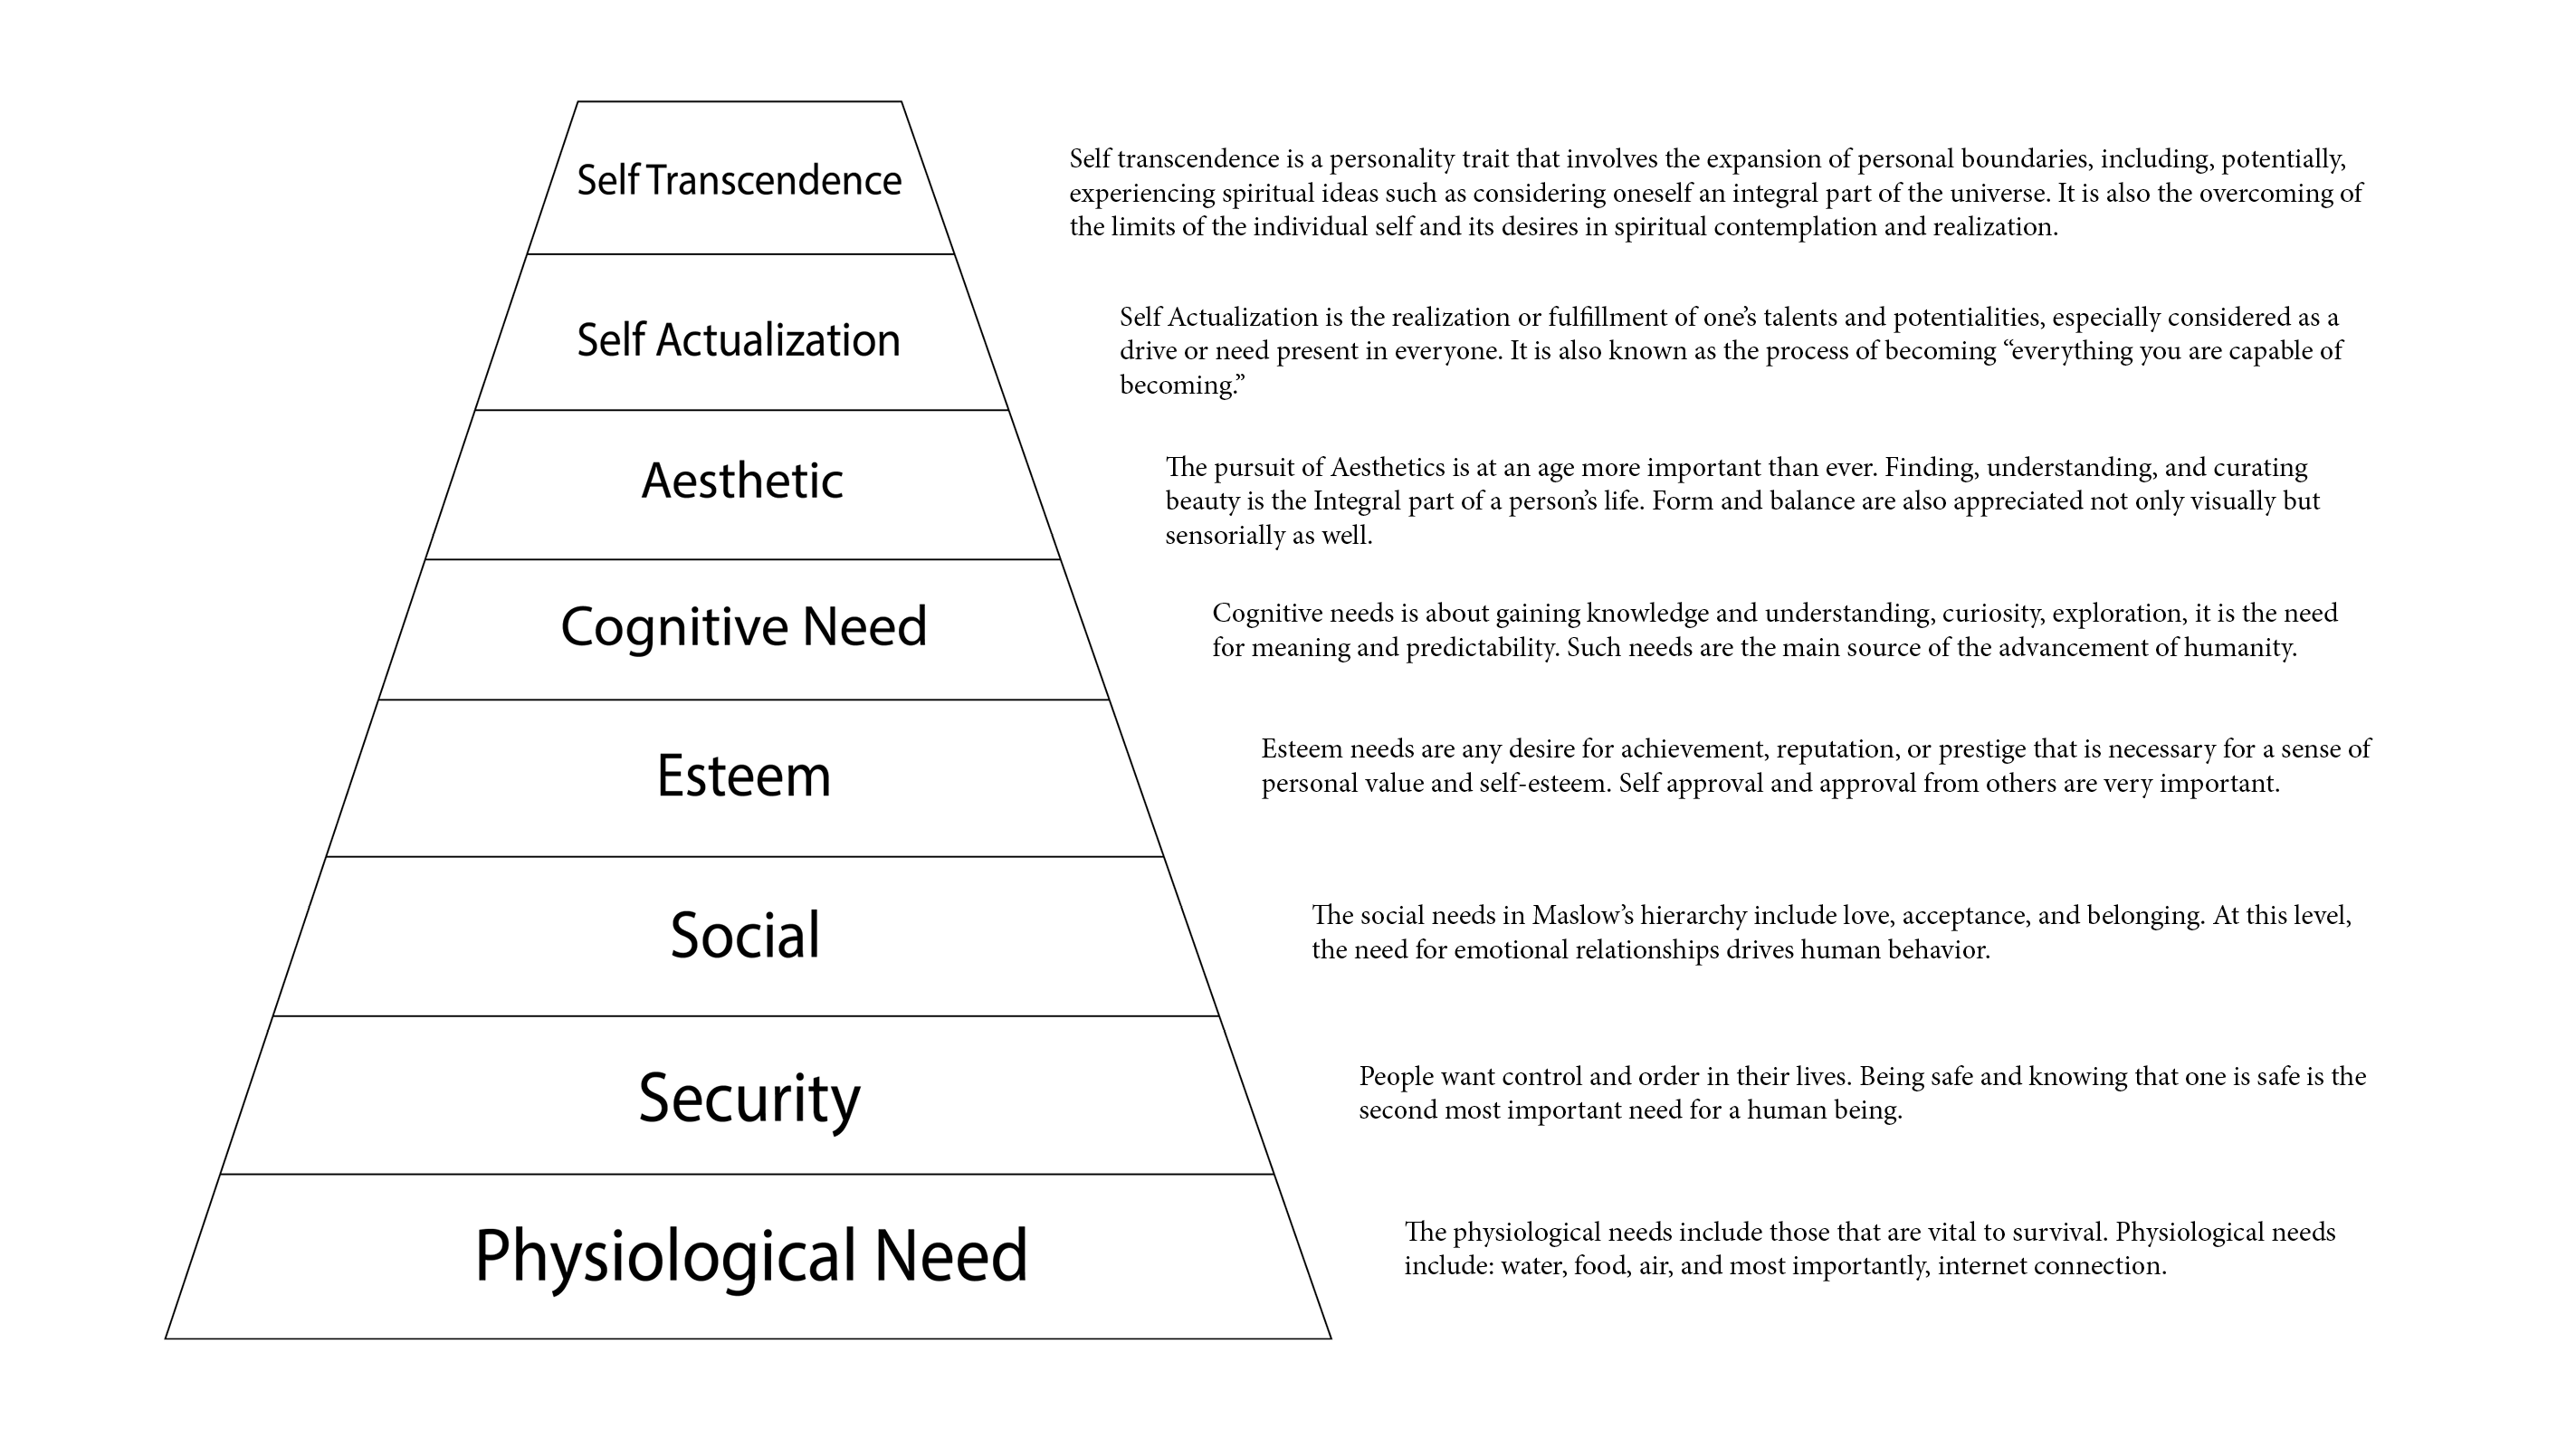 Self Transcendence
Self transcendence is a personality trait that involves the expansion of personal boundaries, including, potentially,
experiencing spiritual ideas such as considering oneself an integral part of the universe. It is also the overcoming of
the limits of the individual self and its desires in spiritual contemplation and realization.
Self Actualization
Self Actualization is the realization or fulfillment of one’s talents and potentialities, especially considered as a
drive or need present in everyone. It is also known as the process of becoming “everything you are capable of
becoming.”
Aesthetic
The pursuit of Aesthetics is at an age more important than ever. Finding, understanding, and curating
beauty is the Integral part of a person’s life. Form and balance are also appreciated not only visually but
sensorially as well.
Cognitive Need
Cognitive needs is about gaining knowledge and understanding, curiosity, exploration, it is the need
for meaning and predictability. Such needs are the main source of the advancement of humanity.
Esteem
Esteem needs are any desire for achievement, reputation, or prestige that is necessary for a sense of
personal value and self-esteem. Self approval and approval from others are very important.
Social
The social needs in Maslow’s hierarchy include love, acceptance, and belonging. At this level,
the need for emotional relationships drives human behavior.
Security
People want control and order in their lives. Being safe and knowing that one is safe is the
second most important need for a human being.
Physiological Need
The physiological needs include those that are vital to survival. Physiological needs
include: water, food, air, and most importantly, internet connection.